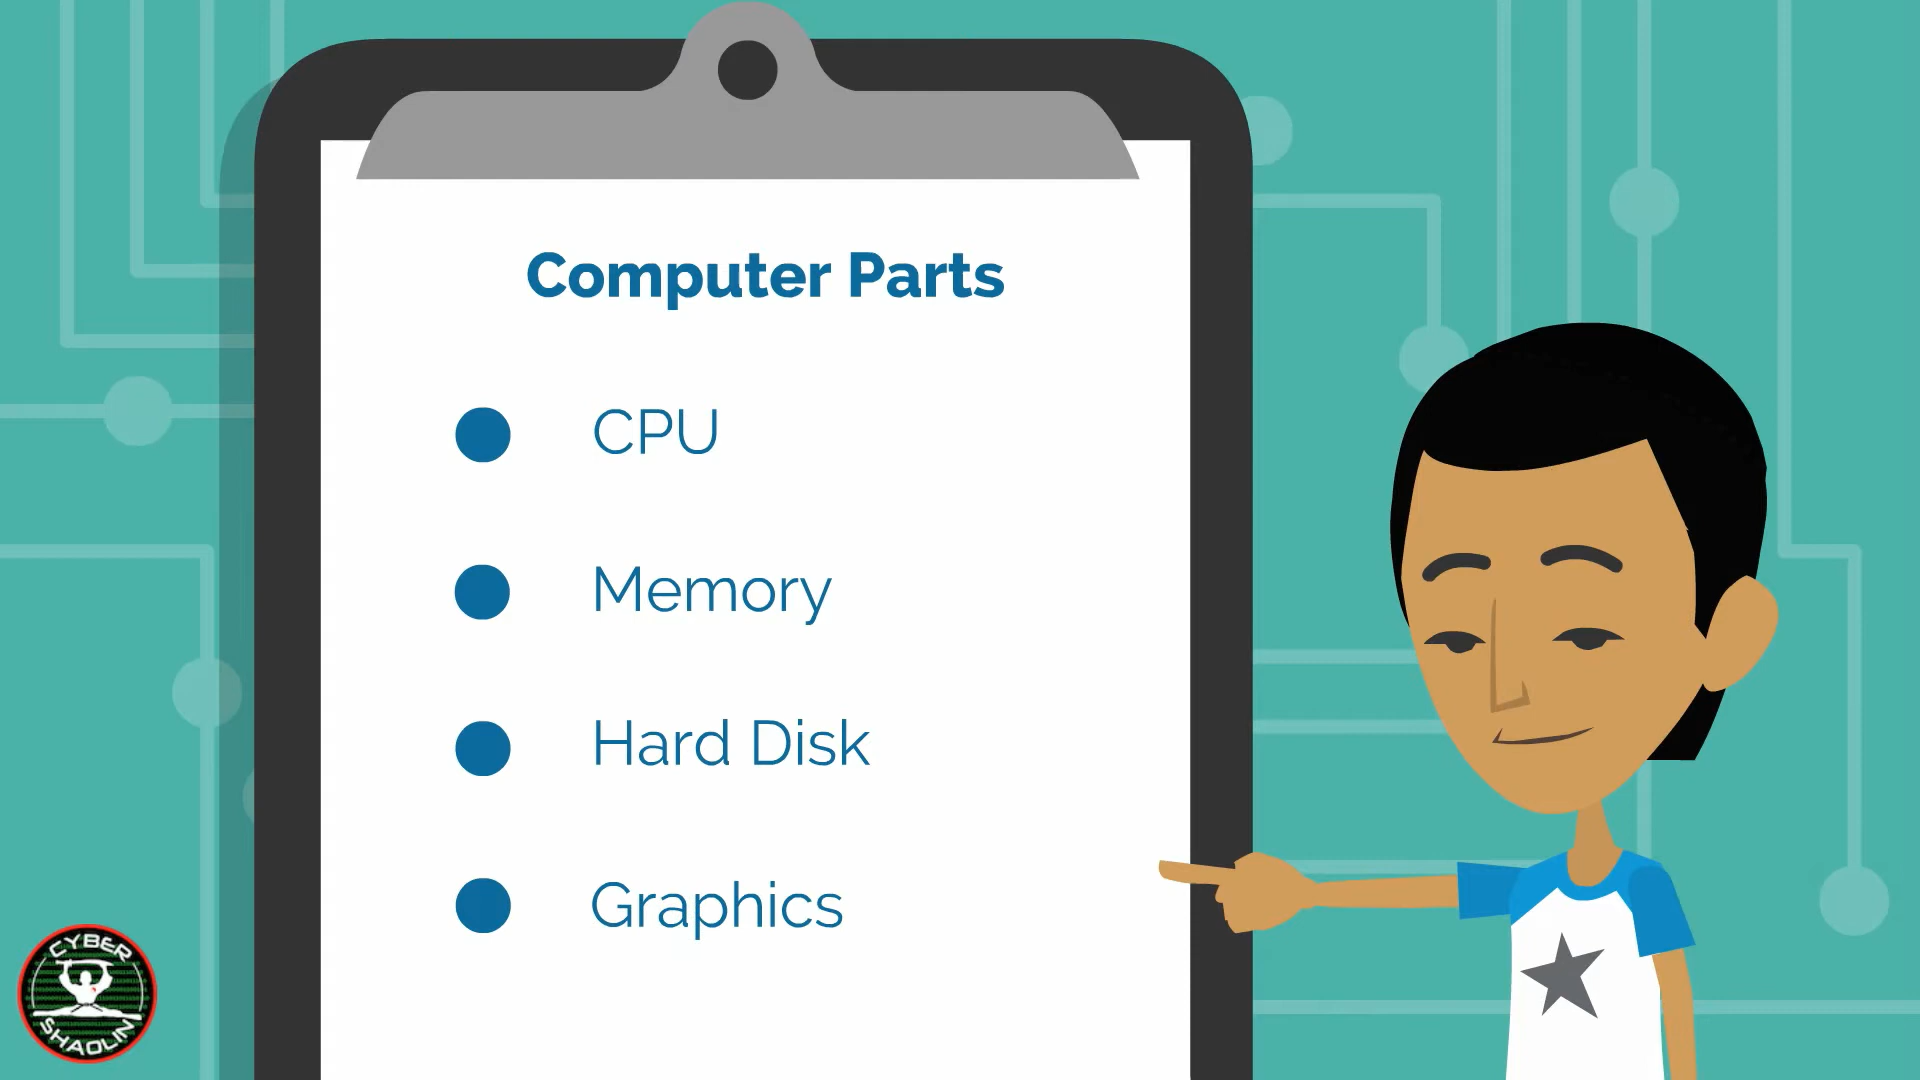 Computer Parts
CPU
Memory
Hard Disk
Graphics
CYBER
SHAOLIN